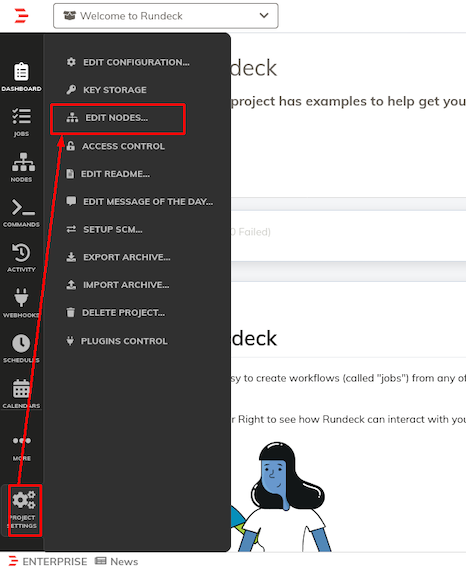 Welcome to Rundeck
DASHBOARD
JOBS
NODES
COMMANDS
ACTIVITY
WEBHOOKS
SCHEDULES
CALENDARS
MORE
PROJECT
SETTINGS
EDIT CONFIGURATION...
KEY STORAGE
EDIT NODES...
ACCESS CONTROL
EDIT README...
EDIT MESSAGE OF THE DAY...
SETUP SCM...
EXPORT ARCHIVE...
IMPORT ARCHIVE...
DELETE PROJECT...
PLUGINS CONTROL
deck
project has examples to help get you
0 Failed)
deck
sy to create workflows (called "jobs") from any of
r Right to see how Rundeck can interact with you
ENTERPRISE News